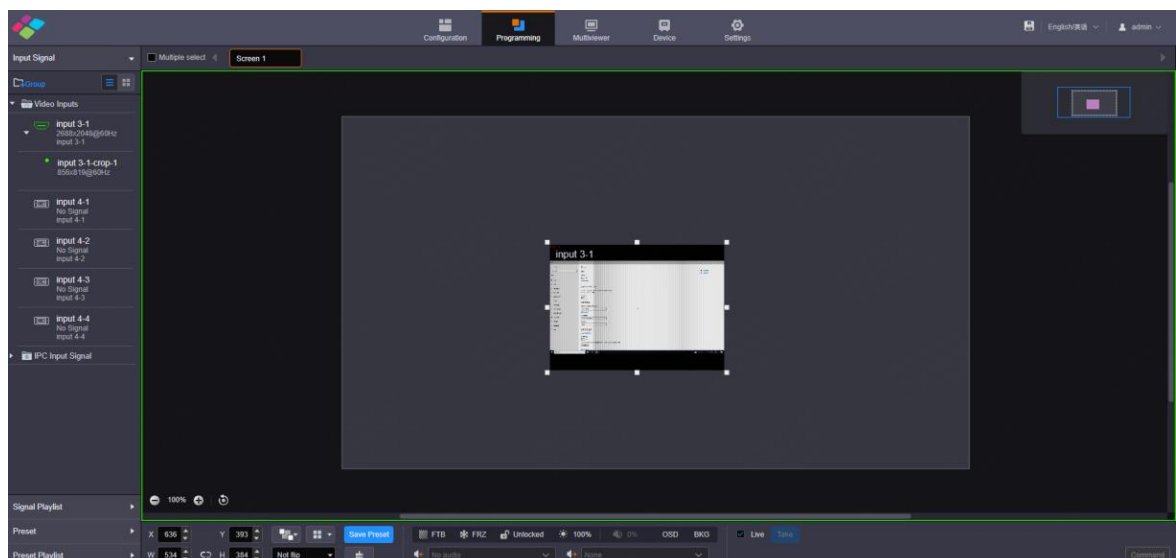 Configuration
Programming
Multiviewer
Device
Settings
English/英语
admin
Input Signal
Multiple select
Screen 1
Group
Video Inputs
input 3-1
2688x2048@60Hz
input 3-1
input 3-1-crop-1
856x819@60Hz
input 4-1
No Signal
input 4-1
input 4-2
No Signal
input 4-2
input 4-3
No Signal
input 4-3
input 4-4
No Signal
input 4-4
IPC Input Signal
input 3-1
100%
Signal Playlist
Preset
Preset Playlist
X 636 Y 393 Save Preset FTB FRZ Unlocked 100% 0% OSD BKG Live Take
W 534 H 384 Not flip No audio None Command